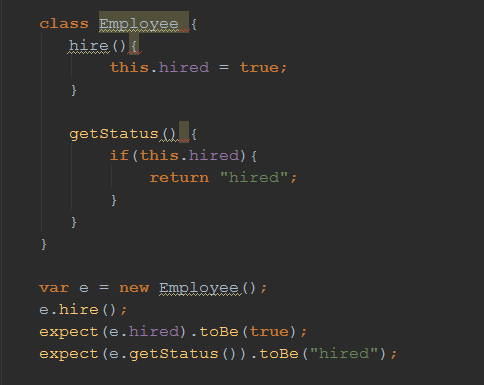 class Employee {
hire(){
this.hired = true;
}
getStatus() {
if(this.hired){
return "hired";
}
}
}
var e = new Employee();
e.hire();
expect(e.hired).toBe(true);
expect(e.getStatus()).toBe("hired");